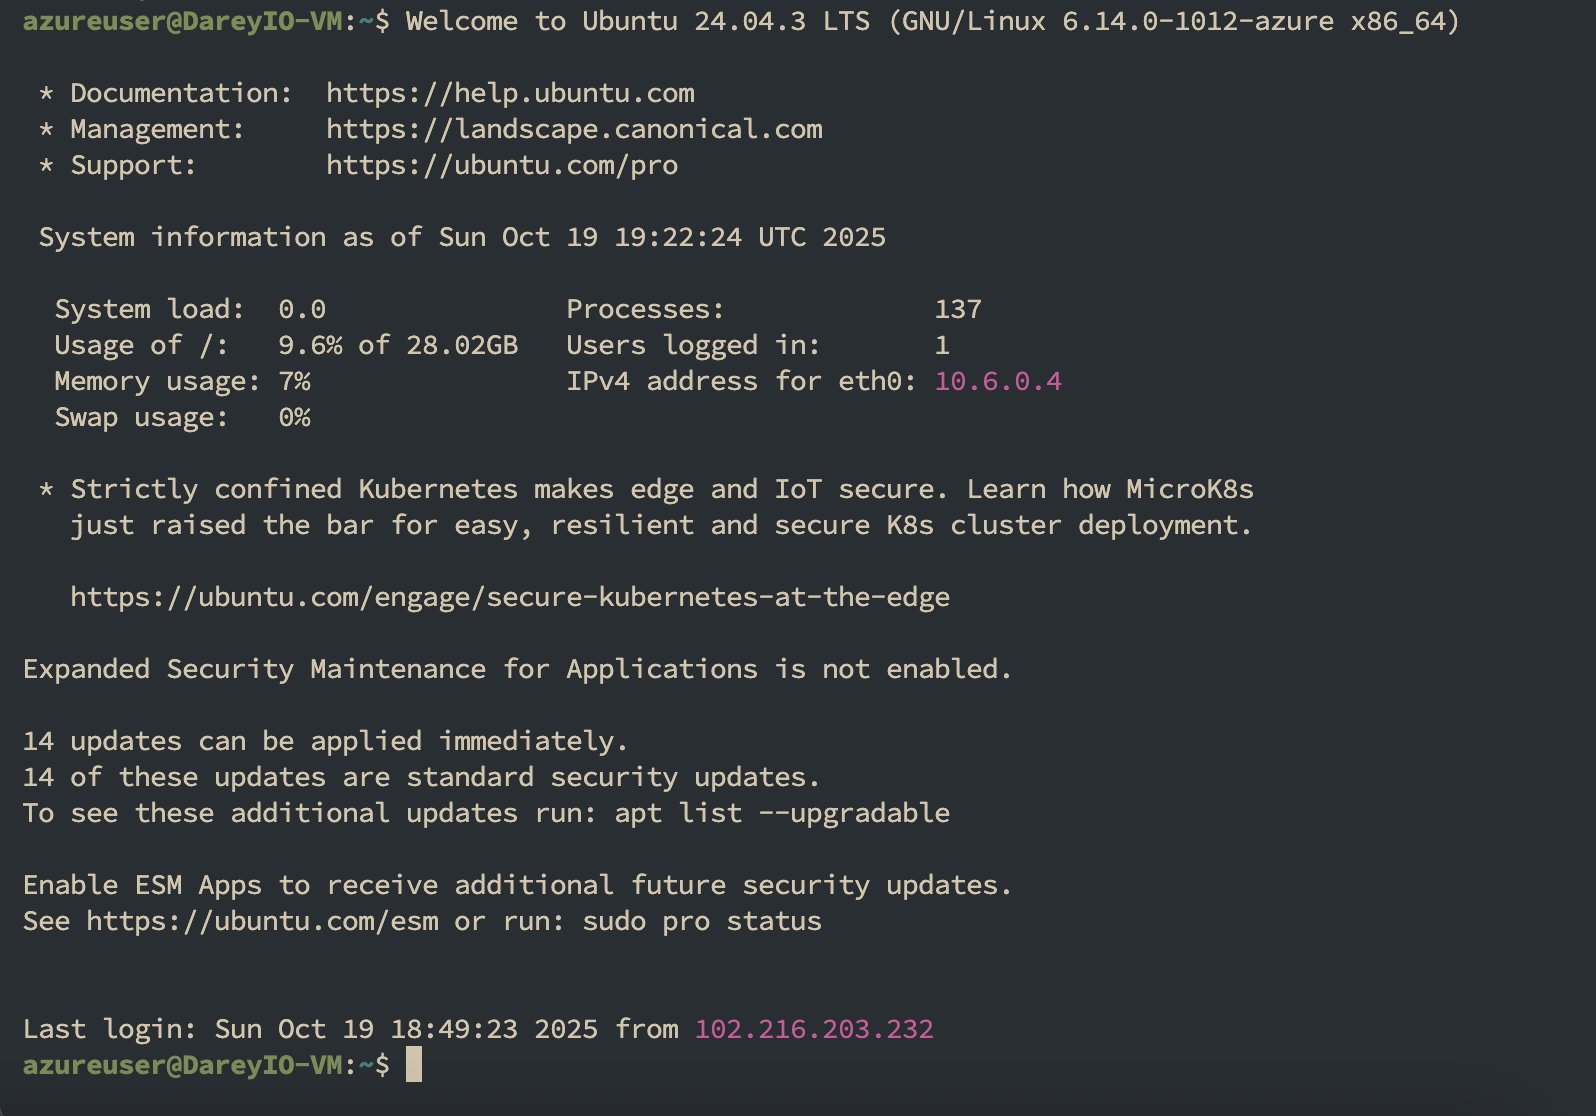 azureuser@DareyIO-VM:~$ Welcome to Ubuntu 24.04.3 LTS (GNU/Linux 6.14.0-1012-azure x86_64)
* Documentation:  https://help.ubuntu.com
* Management:     https://landscape.canonical.com
* Support:        https://ubuntu.com/pro
System information as of Sun Oct 19 19:22:24 UTC 2025
System load:  0.0               Processes:             137
Usage of /:   9.6% of 28.02GB   Users logged in:       1
Memory usage: 7%                IPv4 address for eth0: 10.6.0.4
Swap usage:   0%
* Strictly confined Kubernetes makes edge and IoT secure. Learn how MicroK8s
just raised the bar for easy, resilient and secure K8s cluster deployment.
https://ubuntu.com/engage/secure-kubernetes-at-the-edge
Expanded Security Maintenance for Applications is not enabled.
14 updates can be applied immediately.
14 of these updates are standard security updates.
To see these additional updates run: apt list --upgradable
Enable ESM Apps to receive additional future security updates.
See https://ubuntu.com/esm or run: sudo pro status
Last login: Sun Oct 19 18:49:23 2025 from 102.216.203.232
azureuser@DareyIO-VM:~$